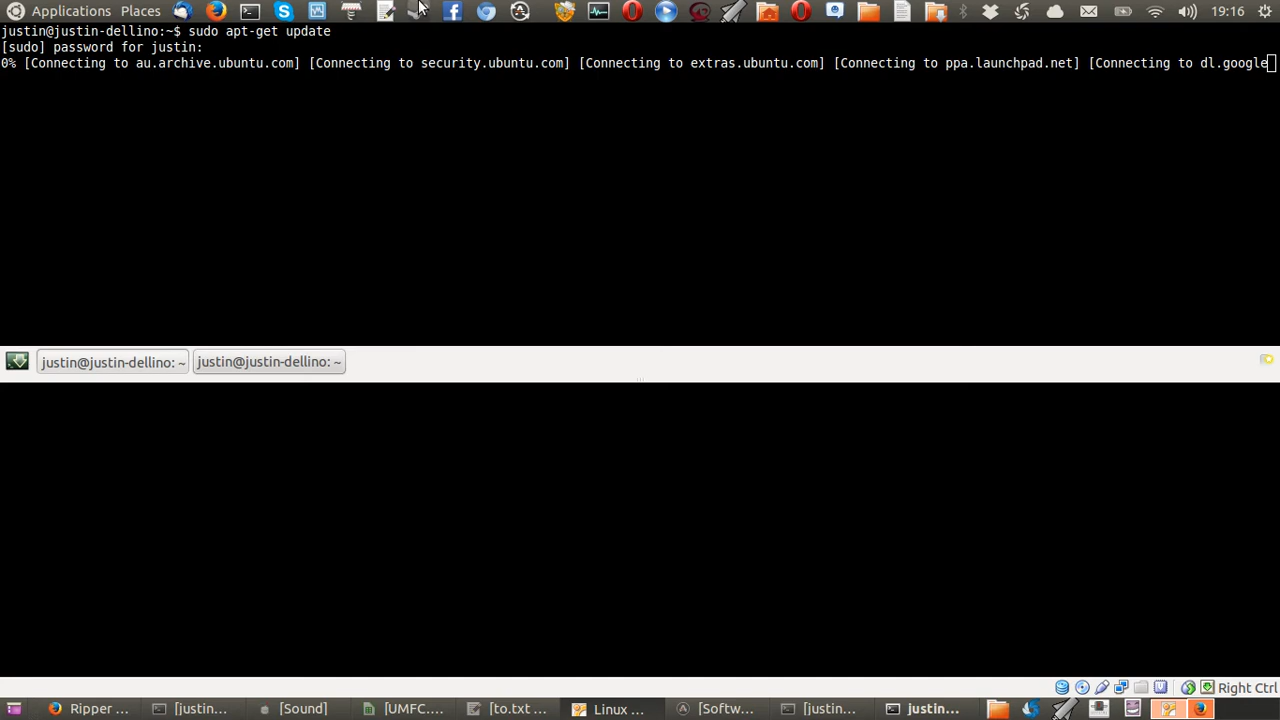 Applications Places 19:16
justin@justin-dellino:~$ sudo apt-get update
[sudo] password for justin:
0% [Connecting to au.archive.ubuntu.com] [Connecting to security.ubuntu.com] [Connecting to extras.ubuntu.com] [Connecting to ppa.launchpad.net] [Connecting to dl.google
justin@justin-dellino: ~ justin@justin-dellino: ~
Right Ctrl
Ripper ... [justin... [Sound] [UMFC.... [to.txt ... Linux ... [Softw... [justin... justin...